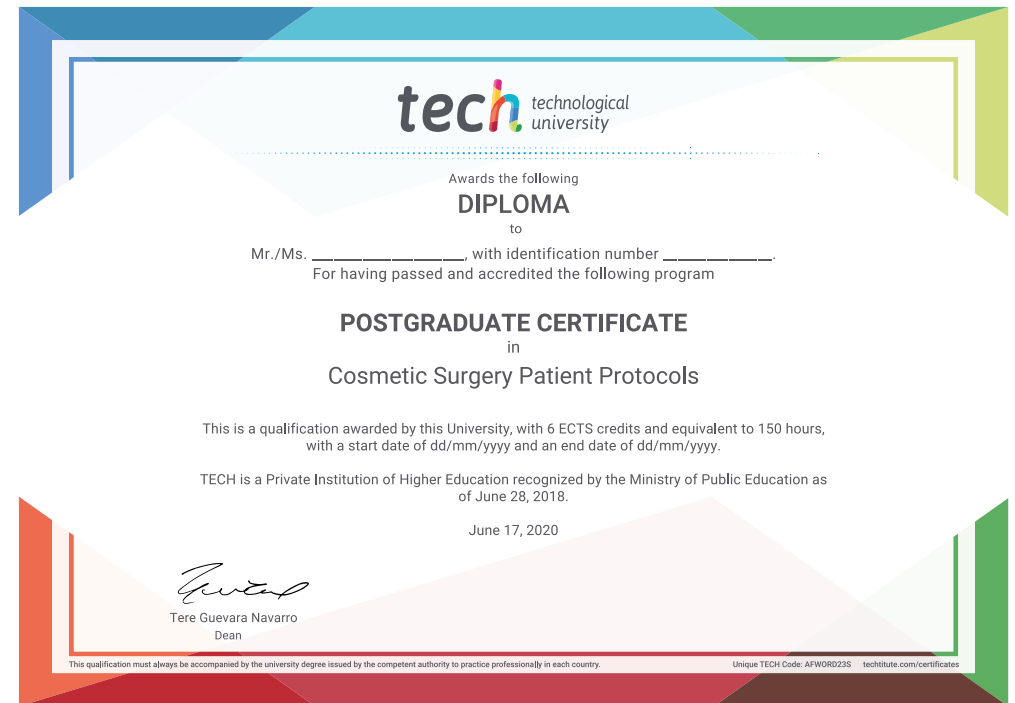 tech technological
university
Awards the following
DIPLOMA
to
Mr./Ms. __________________, with identification number _____________.
For having passed and accredited the following program
POSTGRADUATE CERTIFICATE
in
Cosmetic Surgery Patient Protocols
This is a qualification awarded by this University, with 6 ECTS credits and equivalent to 150 hours,
with a start date of dd/mm/yyyy and an end date of dd/mm/yyyy.
TECH is a Private Institution of Higher Education recognized by the Ministry of Public Education as
of June 28, 2018.
June 17, 2020
Tere Guevara Navarro
Dean
This qualification must always be accompanied by the university degree issued by the competent authority to practice professionally in each country. Unique TECH Code: AFWORD23S techtitute.com/certificates